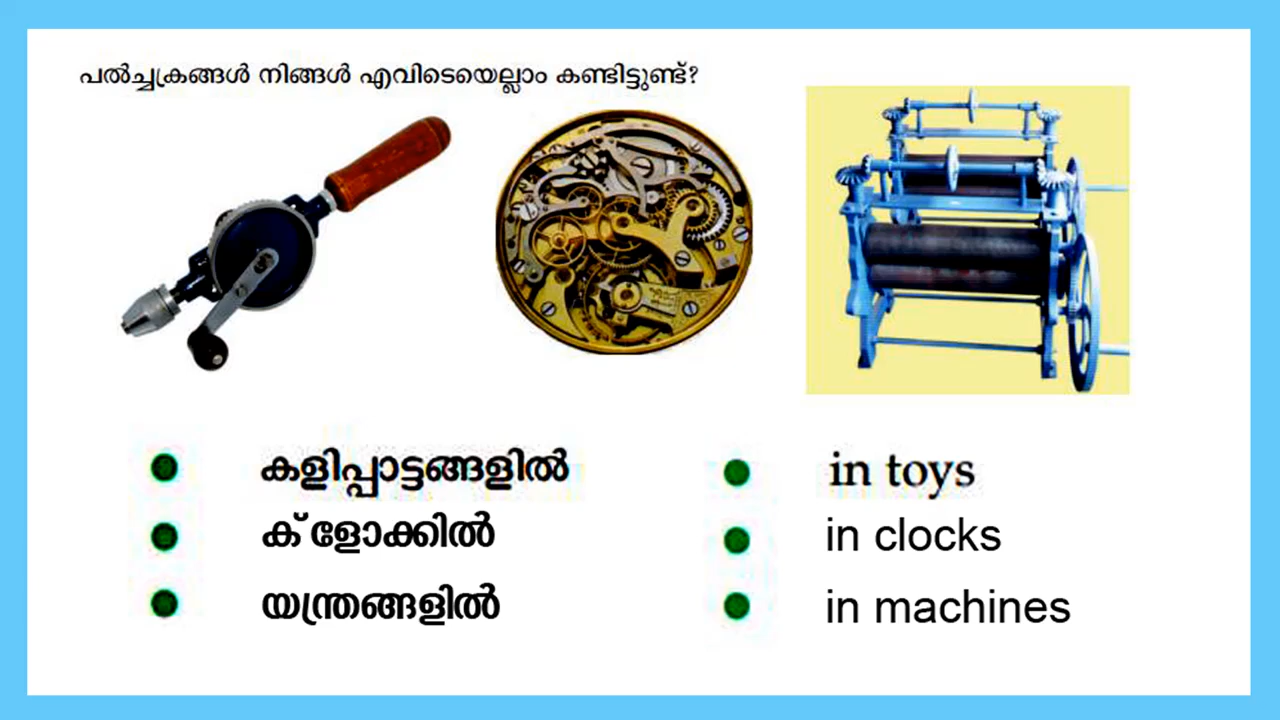 പൽച്ചക്രങ്ങൾ നിങ്ങൾ എവിടെയെല്ലാം കണ്ടിട്ടുണ്ട്?
കളിപ്പാട്ടങ്ങളിൽ
ക് ളോക്കിൽ
യന്ത്രങ്ങളിൽ
in toys
in clocks
in machines